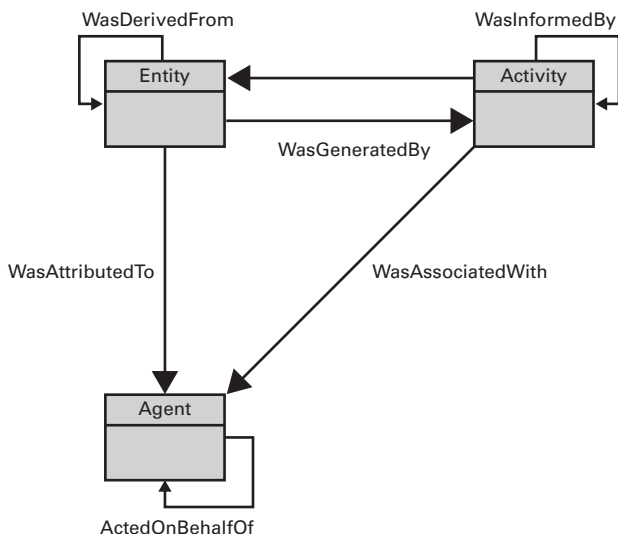 WasDerivedFrom
WasInformedBy
Entity
Activity
WasGeneratedBy
WasAttributedTo
WasAssociatedWith
Agent
ActedOnBehalfOf